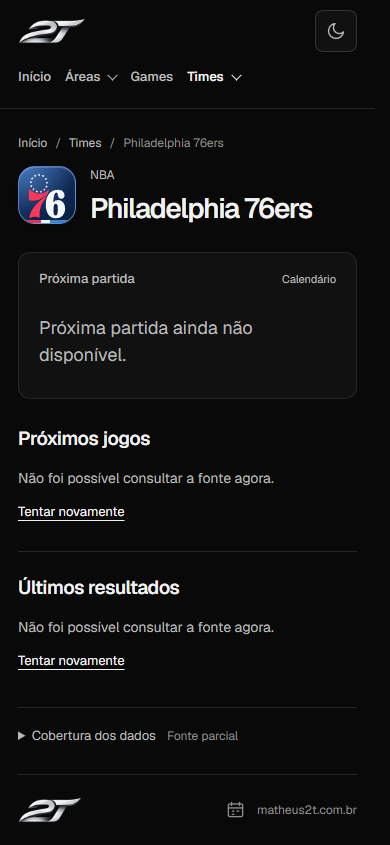 2T
Início Áreas Games Times
Início / Times / Philadelphia 76ers
NBA
76
Philadelphia 76ers
Próxima partida Calendário
Próxima partida ainda não
disponível.
Próximos jogos
Não foi possível consultar a fonte agora.
Tentar novamente
Últimos resultados
Não foi possível consultar a fonte agora.
Tentar novamente
Cobertura dos dados Fonte parcial
2T matheus2t.com.br